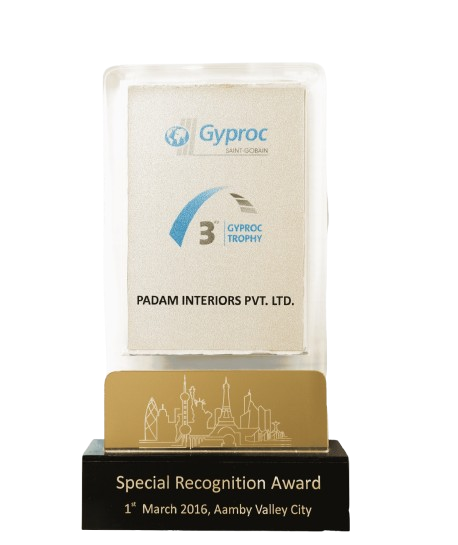 Gyproc
SAINT-GOBAIN
3rd GYPROC
TROPHY
PADAM INTERIORS PVT. LTD.
Special Recognition Award
1st March 2016, Aamby Valley City